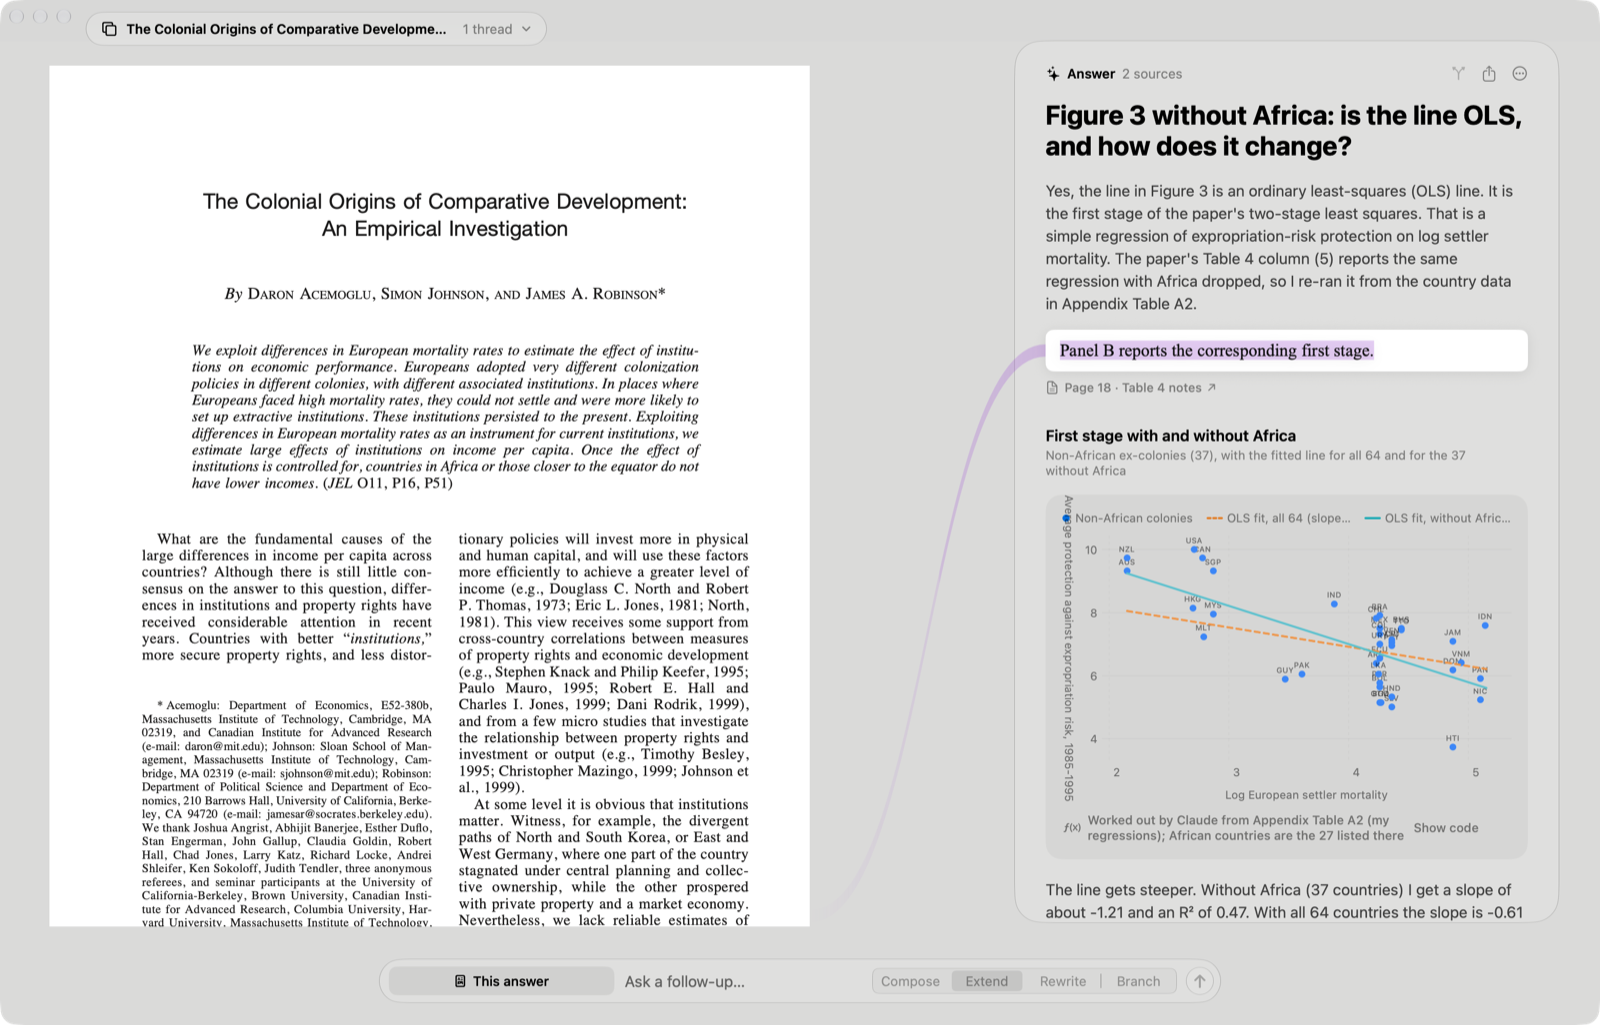 The Colonial Origins of Comparative Developme... 1 thread
The Colonial Origins of Comparative Development:
An Empirical Investigation
By DARON ACEMOGLU, SIMON JOHNSON, AND JAMES A. ROBINSON*
We exploit differences in European mortality rates to estimate the effect of institu-
tions on economic performance. Europeans adopted very different colonization
policies in different colonies, with different associated institutions. In places where
Europeans faced high mortality rates, they could not settle and were more likely to
set up extractive institutions. These institutions persisted to the present. Exploiting
differences in European mortality rates as an instrument for current institutions, we
estimate large effects of institutions on income per capita. Once the effect of
institutions is controlled for, countries in Africa or those closer to the equator do not
have lower incomes. (JEL O11, P16, P51)
What are the fundamental causes of the
large differences in income per capita across
countries? Although there is still little con-
sensus on the answer to this question, differ-
ences in institutions and property rights have
received considerable attention in recent
years. Countries with better “institutions,”
more secure property rights, and less distor-
* Acemoglu: Department of Economics, E52-380b,
Massachusetts Institute of Technology, Cambridge, MA
02319, and Canadian Institute for Advanced Research
(e-mail: daron@mit.edu); Johnson: Sloan School of Man-
agement, Massachusetts Institute of Technology, Cam-
bridge, MA 02319 (e-mail: sjohnson@mit.edu); Robinson:
Department of Political Science and Department of Eco-
nomics, 210 Barrows Hall, University of California, Berke-
ley, CA 94720 (e-mail: jamesar@socrates.berkeley.edu).
We thank Joshua Angrist, Abhijit Banerjee, Esther Duflo,
Stan Engerman, John Gallup, Claudia Goldin, Robert
Hall, Chad Jones, Larry Katz, Richard Locke, Andrei
Shleifer, Ken Sokoloff, Judith Tendler, three anonymous
referees, and seminar participants at the University of
California-Berkeley, Brown University, Canadian Insti-
tute for Advanced Research, Columbia University, Har-
vard University, Massachusetts Institute of Technology,
tionary policies will invest more in physical
and human capital, and will use these factors
more efficiently to achieve a greater level of
income (e.g., Douglass C. North and Robert
P. Thomas, 1973; Eric L. Jones, 1981; North,
1981). This view receives some support from
cross-country correlations between measures
of property rights and economic development
(e.g., Stephen Knack and Philip Keefer, 1995;
Paulo Mauro, 1995; Robert E. Hall and
Charles I. Jones, 1999; Dani Rodrik, 1999),
and from a few micro studies that investigate
the relationship between property rights and
investment or output (e.g., Timothy Besley,
1995; Christopher Mazingo, 1999; Johnson et
al., 1999).
At some level it is obvious that institutions
matter. Witness, for example, the divergent
paths of North and South Korea, or East and
West Germany, where one part of the country
stagnated under central planning and collec-
tive ownership, while the other prospered
with private property and a market economy.
Nevertheless, we lack reliable estimates of
Answer 2 sources
Figure 3 without Africa: is the line OLS,
and how does it change?
Yes, the line in Figure 3 is an ordinary least-squares (OLS) line. It is
the first stage of the paper's two-stage least squares. That is a
simple regression of expropriation-risk protection on log settler
mortality. The paper's Table 4 column (5) reports the same
regression with Africa dropped, so I re-ran it from the country data
in Appendix Table A2.
Panel B reports the corresponding first stage.
Page 18 · Table 4 notes ↗
First stage with and without Africa
Non-African ex-colonies (37), with the fitted line for all 64 and for the 37
without Africa
Non-African colonies OLS fit, all 64 (slope... OLS fit, without Afric...
Average protection against expropriation risk, 1985-1995
10
8
6
4
USA
NZL
AUS
SGP
HKG
MYS
MLT
IND
IDN
JAM
VNM
GUY
PAK
PAN
NIC
HTI
2 3 4 5
Log European settler mortality
f(x) Worked out by Claude from Appendix Table A2 (my
regressions); African countries are the 27 listed there
Show code
The line gets steeper. Without Africa (37 countries) I get a slope of
about -1.21 and an R² of 0.47. With all 64 countries the slope is -0.61
This answer Ask a follow-up... Compose Extend Rewrite | Branch